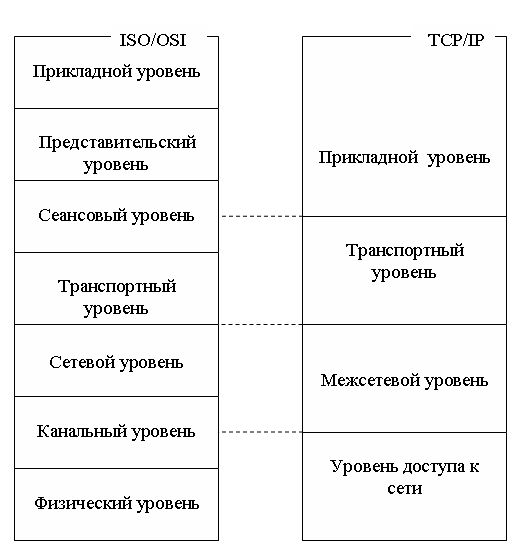 ISO/OSI
Прикладной уровень
Представительский
уровень
Сеансовый уровень
Транспортный
уровень
Сетевой уровень
Канальный уровень
Физический уровень
TCP/IP
Прикладной уровень
Транспортный
уровень
Межсетевой уровень
Уровень доступа к
сети